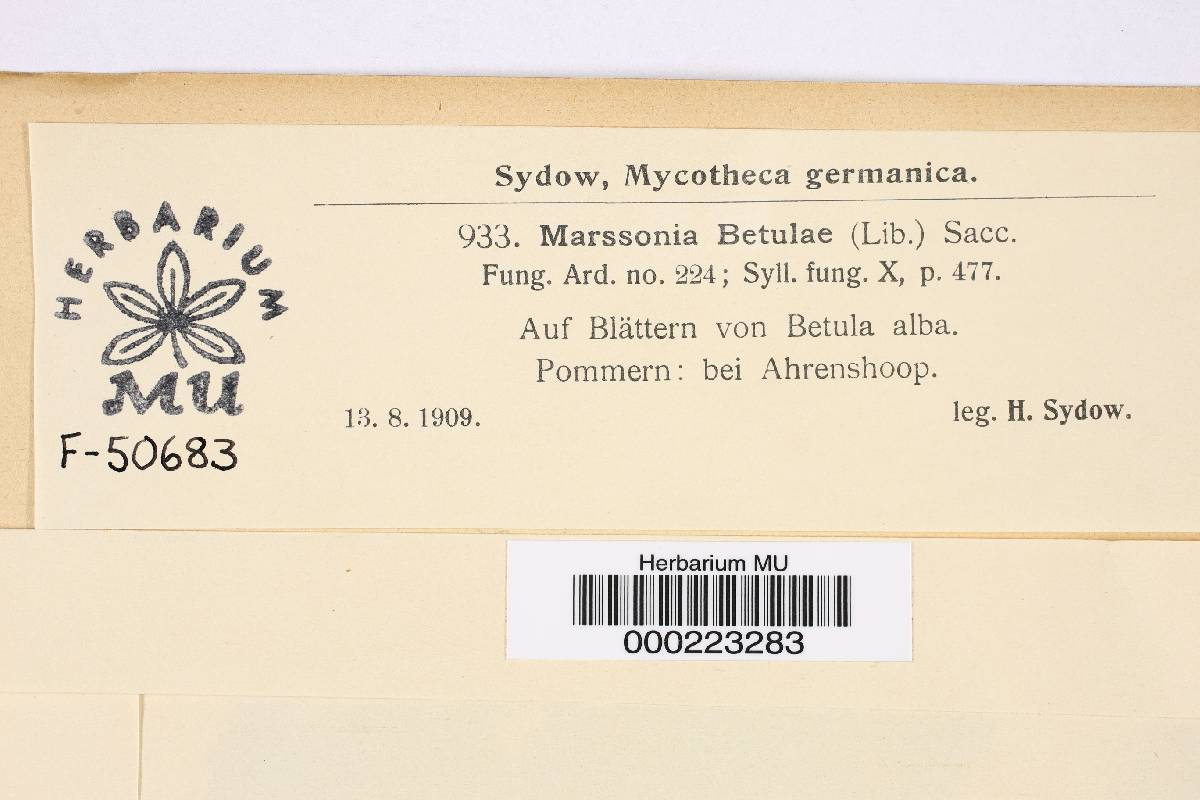 Sydow, Mycotheca germanica.
933. Marssonia Betulae (Lib.) Sacc.
Fung. Ard. no. 224; Syll. fung. X, p. 477.
Auf Blättern von Betula alba.
Pommern: bei Ahrenshoop.
13. 8. 1909.
leg. H. Sydow.
HERBARIUM
MU
F-50683
Herbarium MU
000223283